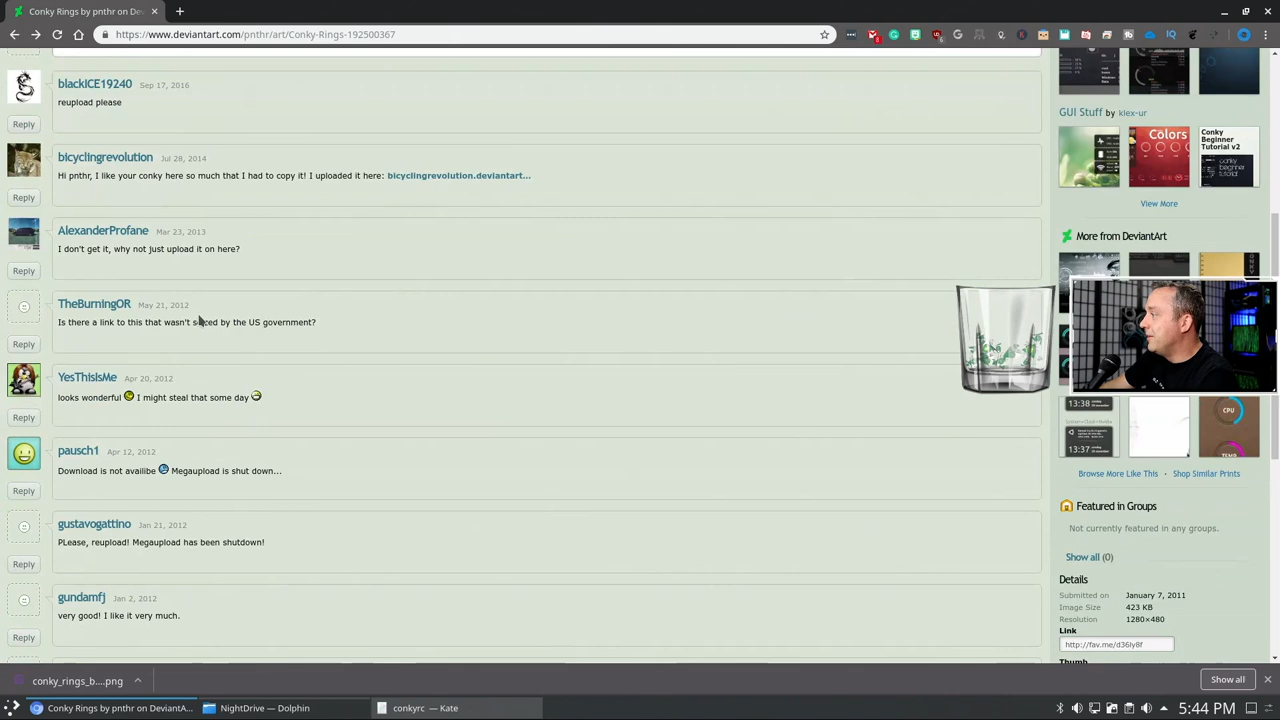 Conky Rings by pnthr on Dev
https://www.deviantart.com/pnthr/art/Conky-Rings-192500367
blackICE19240 Sep 17, 2016
reupload please
Reply
bicyclingrevolution Jul 28, 2014
Hi pnthr, I like your conky here so much that I had to copy it! I uploaded it here: bicyclingrevolution.deviantart...
Reply
AlexanderProfane Mar 23, 2013
I don't get it, why not just upload it on here?
Reply
TheBurningOR May 21, 2012
Is there a link to this that wasn't seized by the US government?
Reply
YesThisIsMe Apr 20, 2012
looks wonderful I might steal that some day
Reply
pausch1 Apr 12, 2012
Download is not availibe Megaupload is shut down...
Reply
gustavogattino Jan 21, 2012
PLease, reupload! Megaupload has been shutdown!
Reply
gundamfj Jan 2, 2012
very good! I like it very much.
Reply
GUI Stuff by klex-ur
Colors
Conky
Beginner
Tutorial v2
View More
More from DeviantArt
13:38
13:37
CPU
TEMP
Browse More Like This · Shop Similar Prints
Featured in Groups
Not currently featured in any groups.
Show all (0)
Details
Submitted on January 7, 2011
Image Size 423 KB
Resolution 1280×480
Link
http://fav.me/d36ly8f
Thumb
conky_rings_b....png
Show all
Conky Rings by pnthr on DeviantA...
NightDrive — Dolphin
conkyrc — Kate
5:44 PM